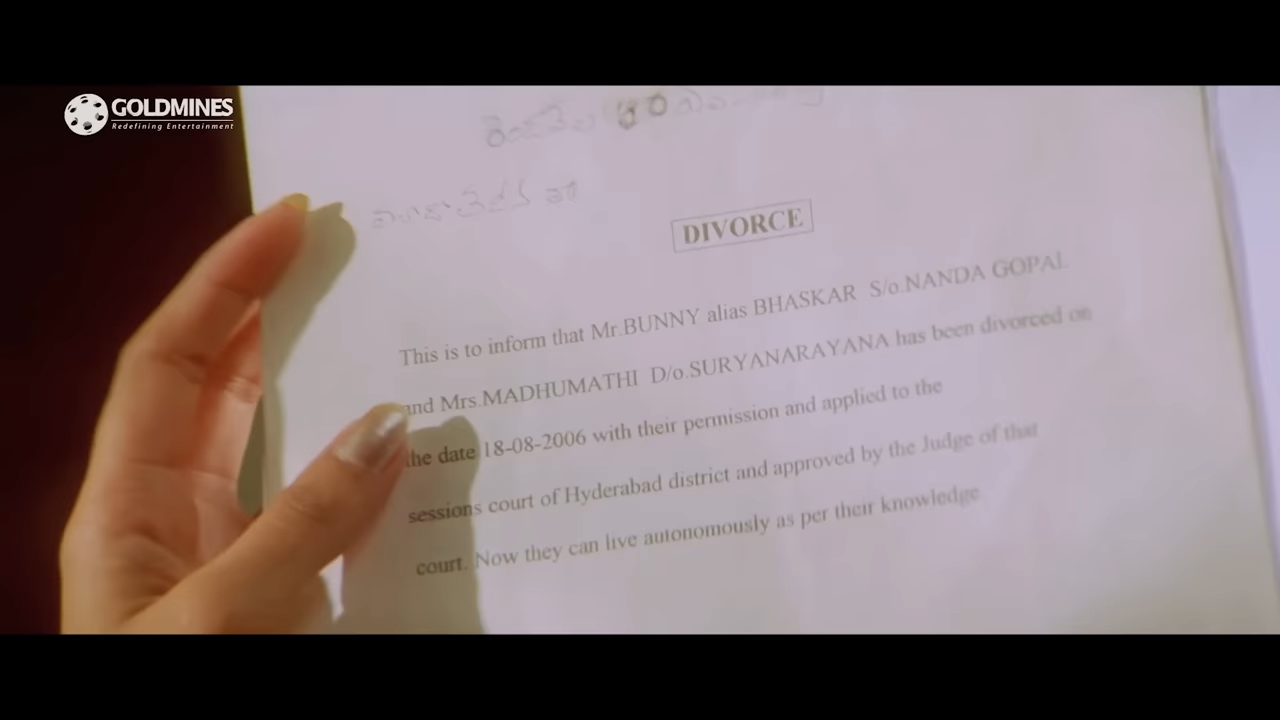 GOLDMINES
Redefining Entertainment
DIVORCE
This is to inform that Mr.BUNNY alias BHASKAR S/o.NANDA GOPAL
and Mrs.MADHUMATHI D/o.SURYANARAYANA has been divorced on
the date 18-08-2006 with their permission and applied to the
sessions court of Hyderabad district and approved by the Judge of that
court. Now they can live autonomously as per their knowledge